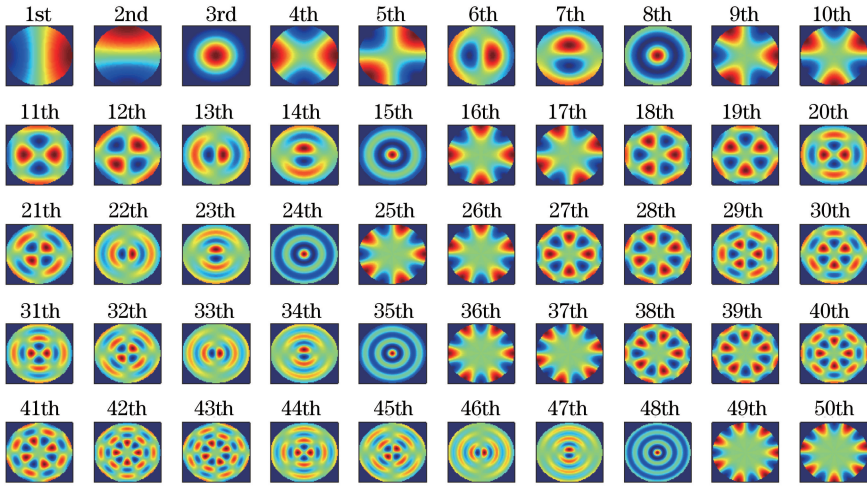 1st 2nd 3rd 4th 5th 6th 7th 8th 9th 10th
11th 12th 13th 14th 15th 16th 17th 18th 19th 20th
21th 22th 23th 24th 25th 26th 27th 28th 29th 30th
31th 32th 33th 34th 35th 36th 37th 38th 39th 40th
41th 42th 43th 44th 45th 46th 47th 48th 49th 50th